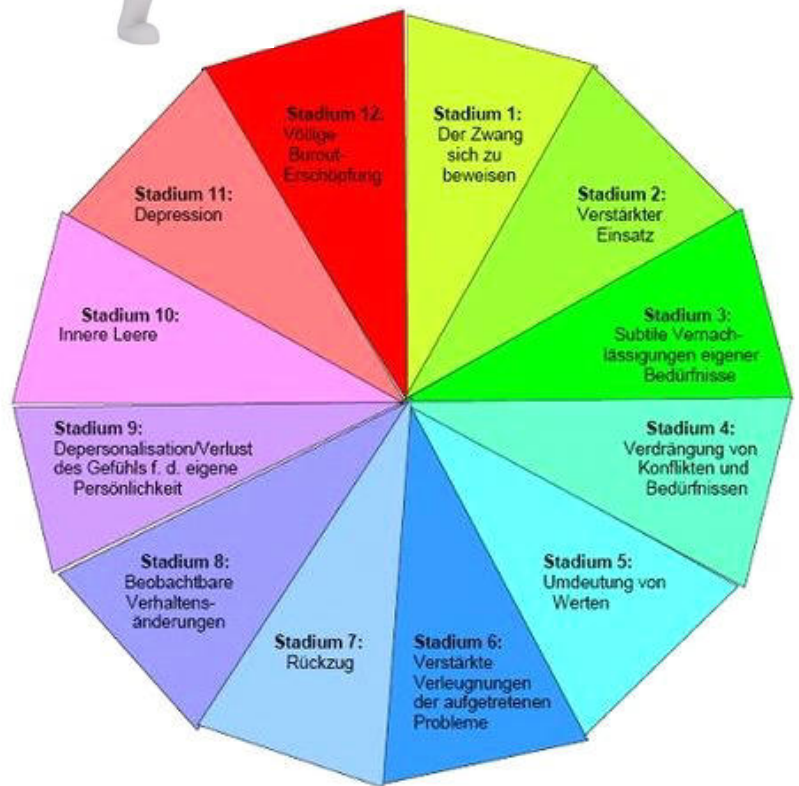 Stadium 1:
Der Zwang
sich zu
beweisen
Stadium 2:
Verstärkter
Einsatz
Stadium 3:
Subtile Vernach-
lässigungen eigener
Bedürfnisse
Stadium 4:
Verdrängung von
Konflikten und
Bedürfnissen
Stadium 5:
Umdeutung von
Werten
Stadium 6:
Verstärkte
Verleugnungen
der aufgetretenen
Probleme
Stadium 7:
Rückzug
Stadium 8:
Beobachtbare
Verhaltens-
änderungen
Stadium 9:
Depersonalisation/Verlust
des Gefühls f. d. eigene
Persönlichkeit
Stadium 10:
Innere Leere
Stadium 11:
Depression
Stadium 12:
Völlige
Burout-
Erschöpfung